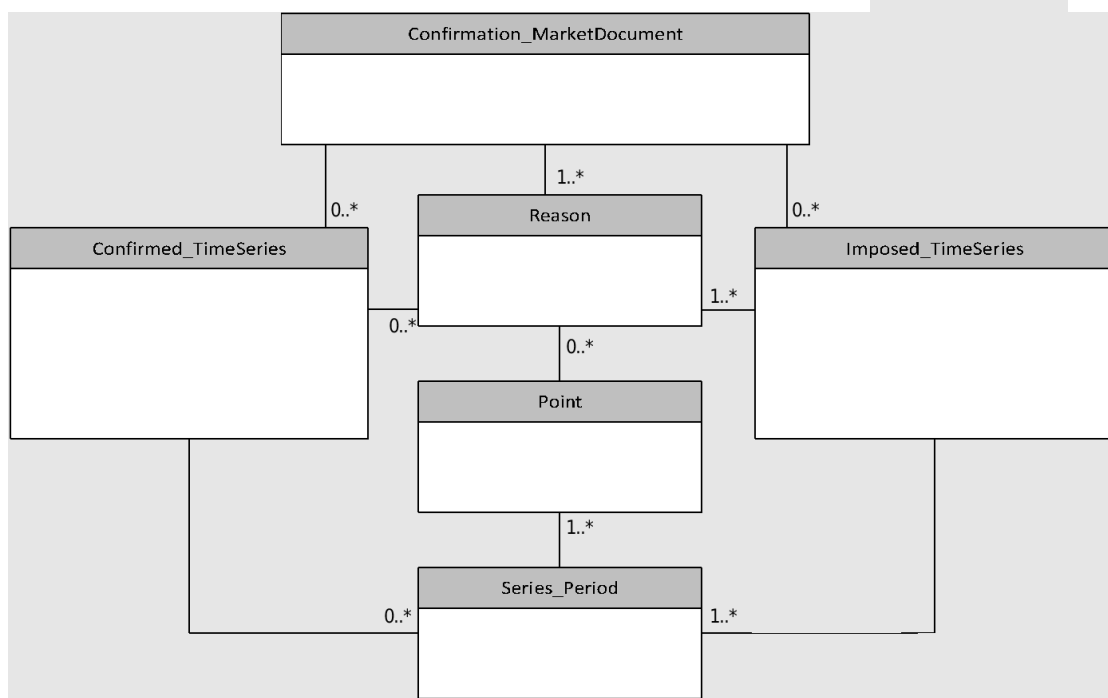 Confirmation_MarketDocument
1..*
0..*
0..*
Reason
Confirmed_TimeSeries
Imposed_TimeSeries
1..*
0..*
0..*
Point
1..*
Series_Period
0..*
1..*